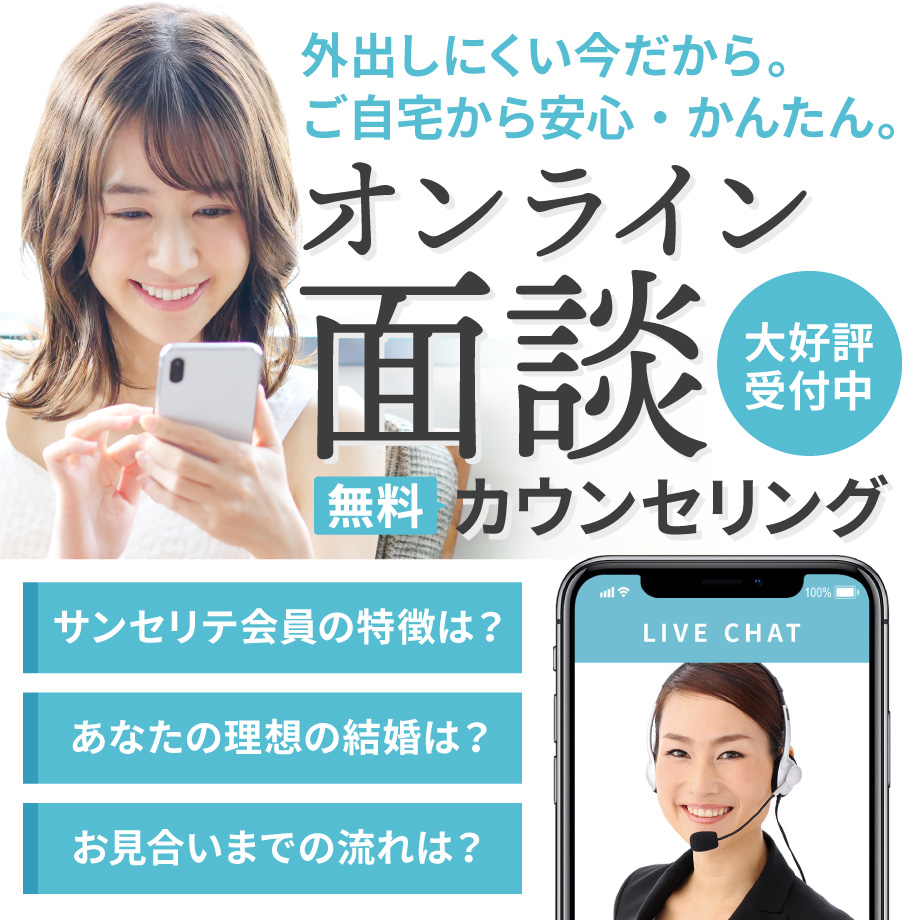 外出しにくい今だから。
ご自宅から安心・かんたん。
オンライン
面談
大好評
受付中
無料 カウンセリング
サンセリテ会員の特徴は？
あなたの理想の結婚は？
お見合いまでの流れは？
100%
LIVE CHAT